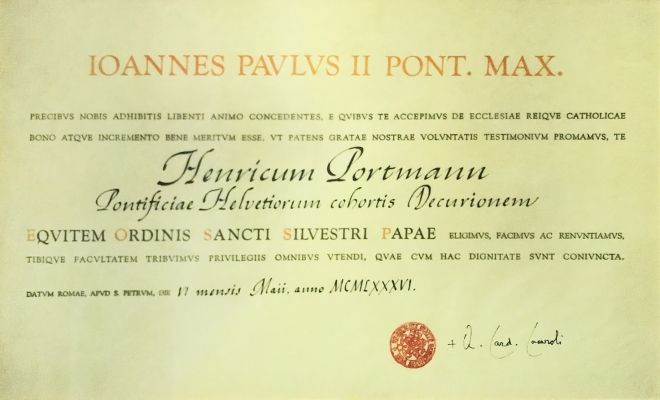 IOANNES PAVLVS II PONT. MAX.
PRECIBVS NOBIS ADHIBITIS LIBENTI ANIMO CONCEDENTES, E QVIBVS TE ACCEPIMVS DE ECCLESIAE REIQVE CATHOLICAE
BONO ATQVE INCREMENTO BENE MERITVM ESSE, VT PATENS GRATAE NOSTRAE VOLVNTATIS TESTIMONIVM PROMAMVS, TE
Henricum Portmann
Pontificiae Helvetiorum cohortis Decurionem
EQVITEM ORDINIS SANCTI SILVESTRI PAPAE ELIGIMVS, FACIMVS AC RENVNTIAMVS,
TIBIQVE FACVLTATEM TRIBVIMVS PRIVILEGIIS OMNIBVS VTENDI, QVAE CVM HAC DIGNITATE SVNT CONIVNCTA.
DATVM ROMAE, APVD S. PETRVM, DIE mensis Maii, anno MCMLXXXVI.
+ A. Card. Casaroli